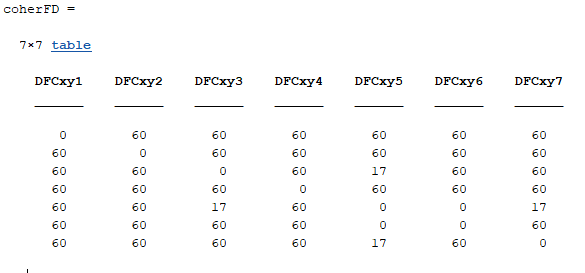 coherFD =
7×7 table
DFCxy1 DFCxy2 DFCxy3 DFCxy4 DFCxy5 DFCxy6 DFCxy7
0 60 60 60 60 60 60
60 0 60 60 60 60 60
60 60 0 60 17 60 60
60 60 60 0 60 60 60
60 60 17 60 0 0 17
60 60 60 60 0 0 60
60 60 60 60 17 60 0